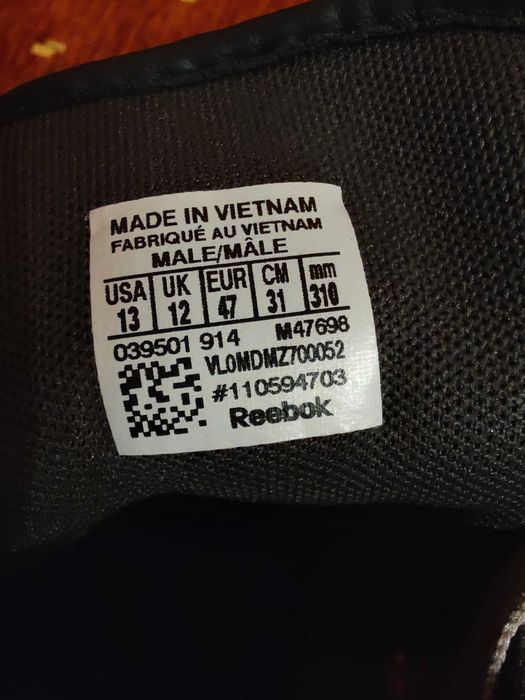 MADE IN VIETNAM
FABRIQUÉ AU VIETNAM
MALE/MÂLE
USA UK EUR CM mm
13 12 47 31 310
039501 914 M47698
VL0MDMZ700052
#110594703
Reebok